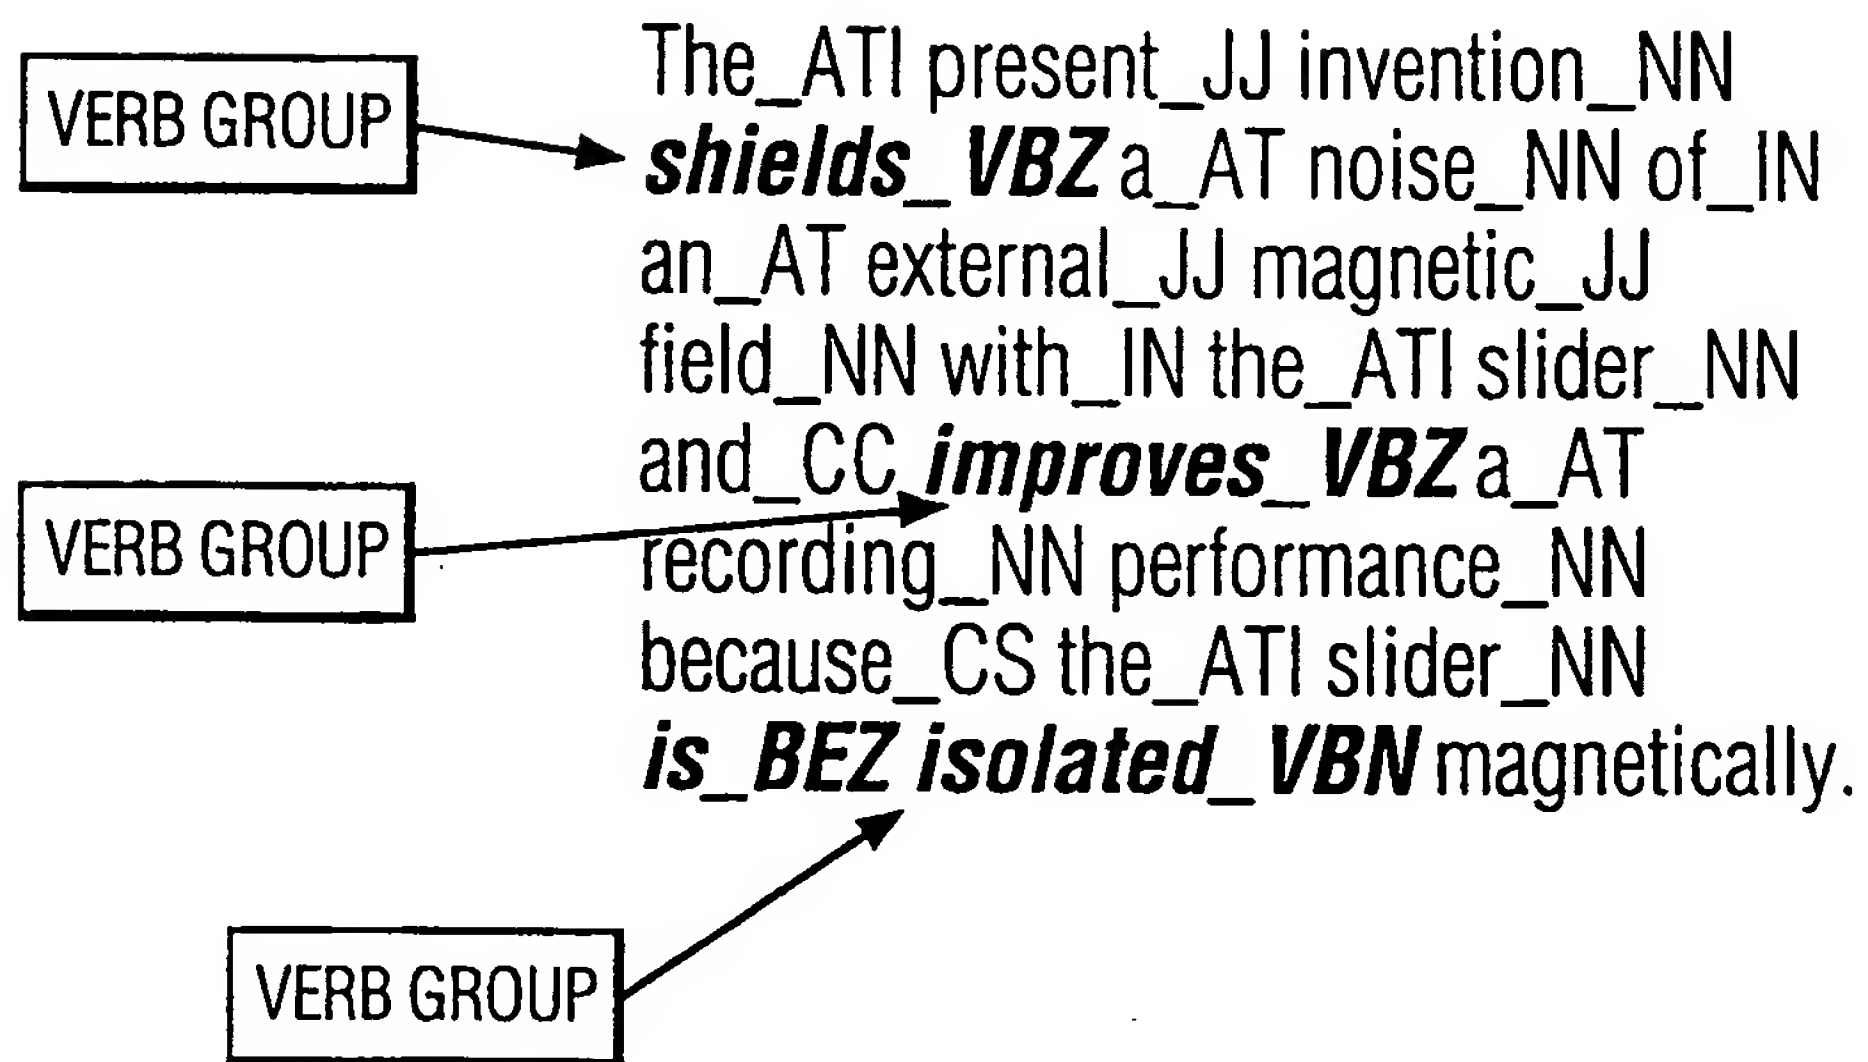 The_ATI present_JJ invention_NN
VERB GROUP
shields_VBZ a_AT noise_NN of_IN
an_AT external_JJ magnetic_JJ
field_NN with_IN the_ATI slider_NN
and_CC improves_VBZ a_AT
VERB GROUP
recording_NN performance_NN
because_CS the_ATI slider_NN
is_BEZ isolated_VBN magnetically.
VERB GROUP